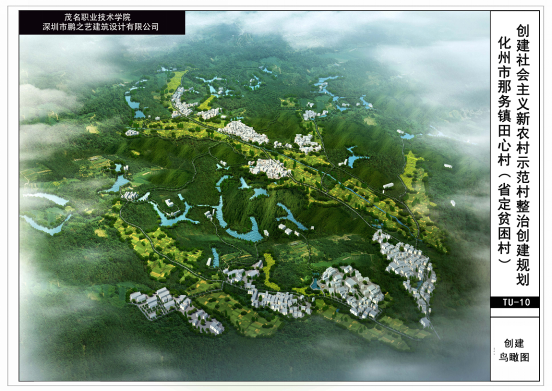 茂名职业技术学院
深圳市鹏之艺建筑设计有限公司
创建社会主义新农村示范村整治创建规划
化州市那务镇田心村（省定贫困村）
TU-10
创建
鸟瞰图